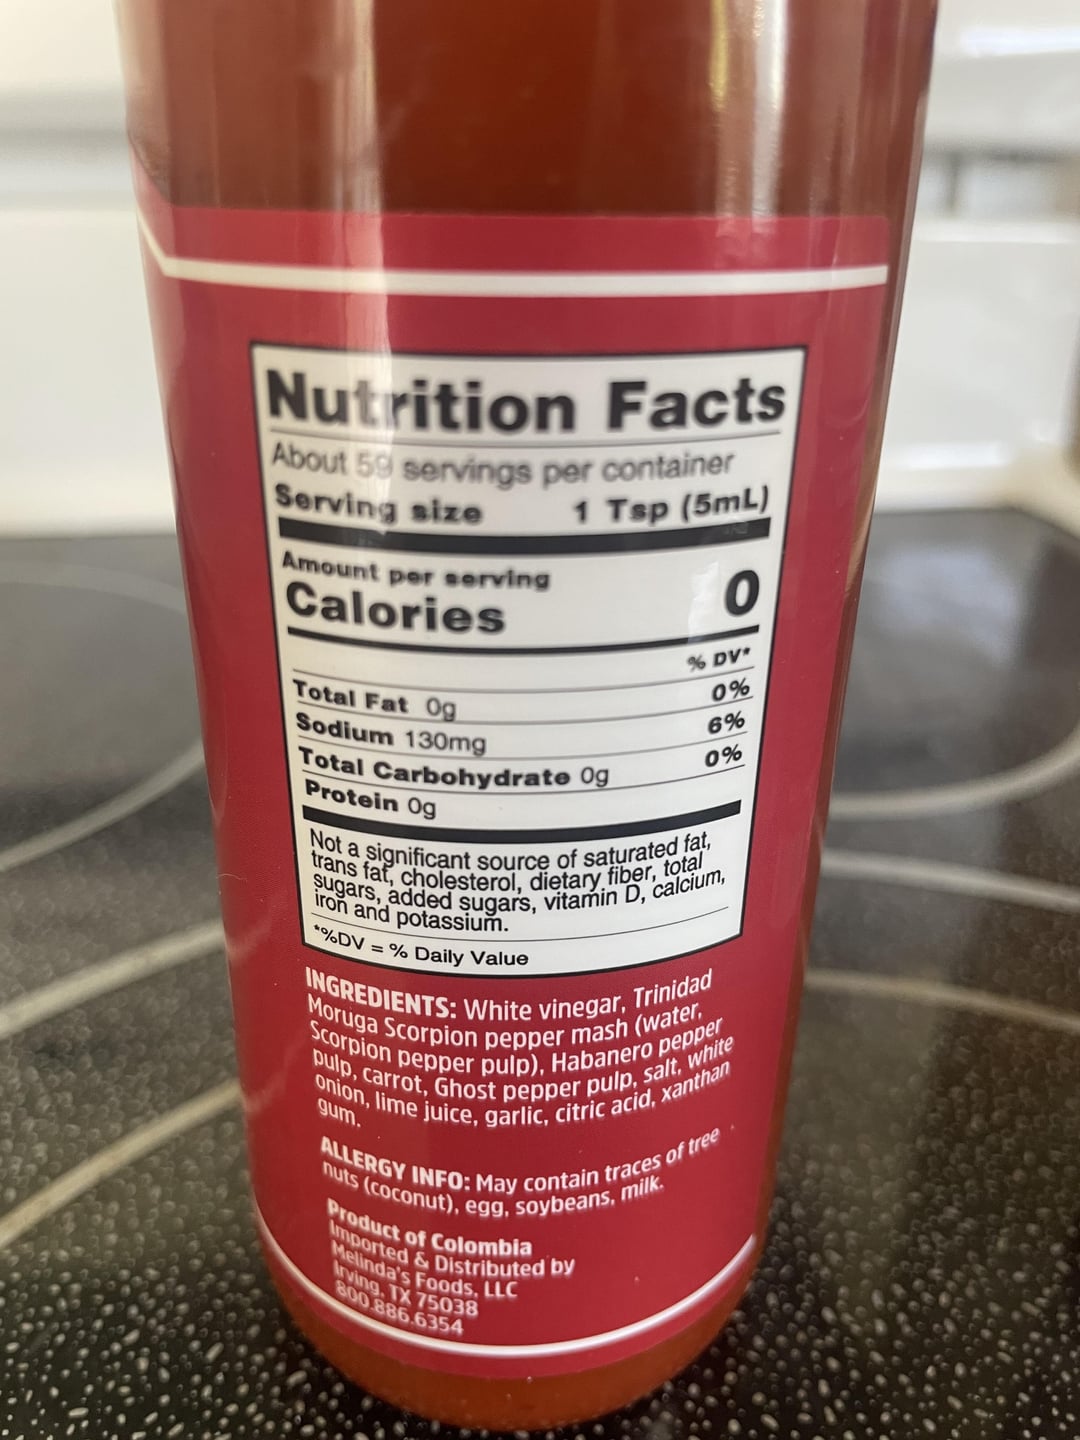 Nutrition Facts
About 59 servings per container
Serving size 1 Tsp (5mL)
Amount per serving
Calories 0
% DV*
Total Fat 0g 0%
Sodium 130mg 6%
Total Carbohydrate 0g 0%
Protein 0g
Not a significant source of saturated fat,
trans fat, cholesterol, dietary fiber, total
sugars, added sugars, vitamin D, calcium,
iron and potassium.
*%DV = % Daily Value
INGREDIENTS: White vinegar, Trinidad
Moruga Scorpion pepper mash (water,
Scorpion pepper pulp), Habanero pepper
pulp, carrot, Ghost pepper pulp, salt, white
onion, lime juice, garlic, citric acid, xanthan
gum.
ALLERGY INFO: May contain traces of tree
nuts (coconut), egg, soybeans, milk.
Product of Colombia
Imported & Distributed by
Melinda's Foods, LLC
Irving, TX 75038
800.886.6354